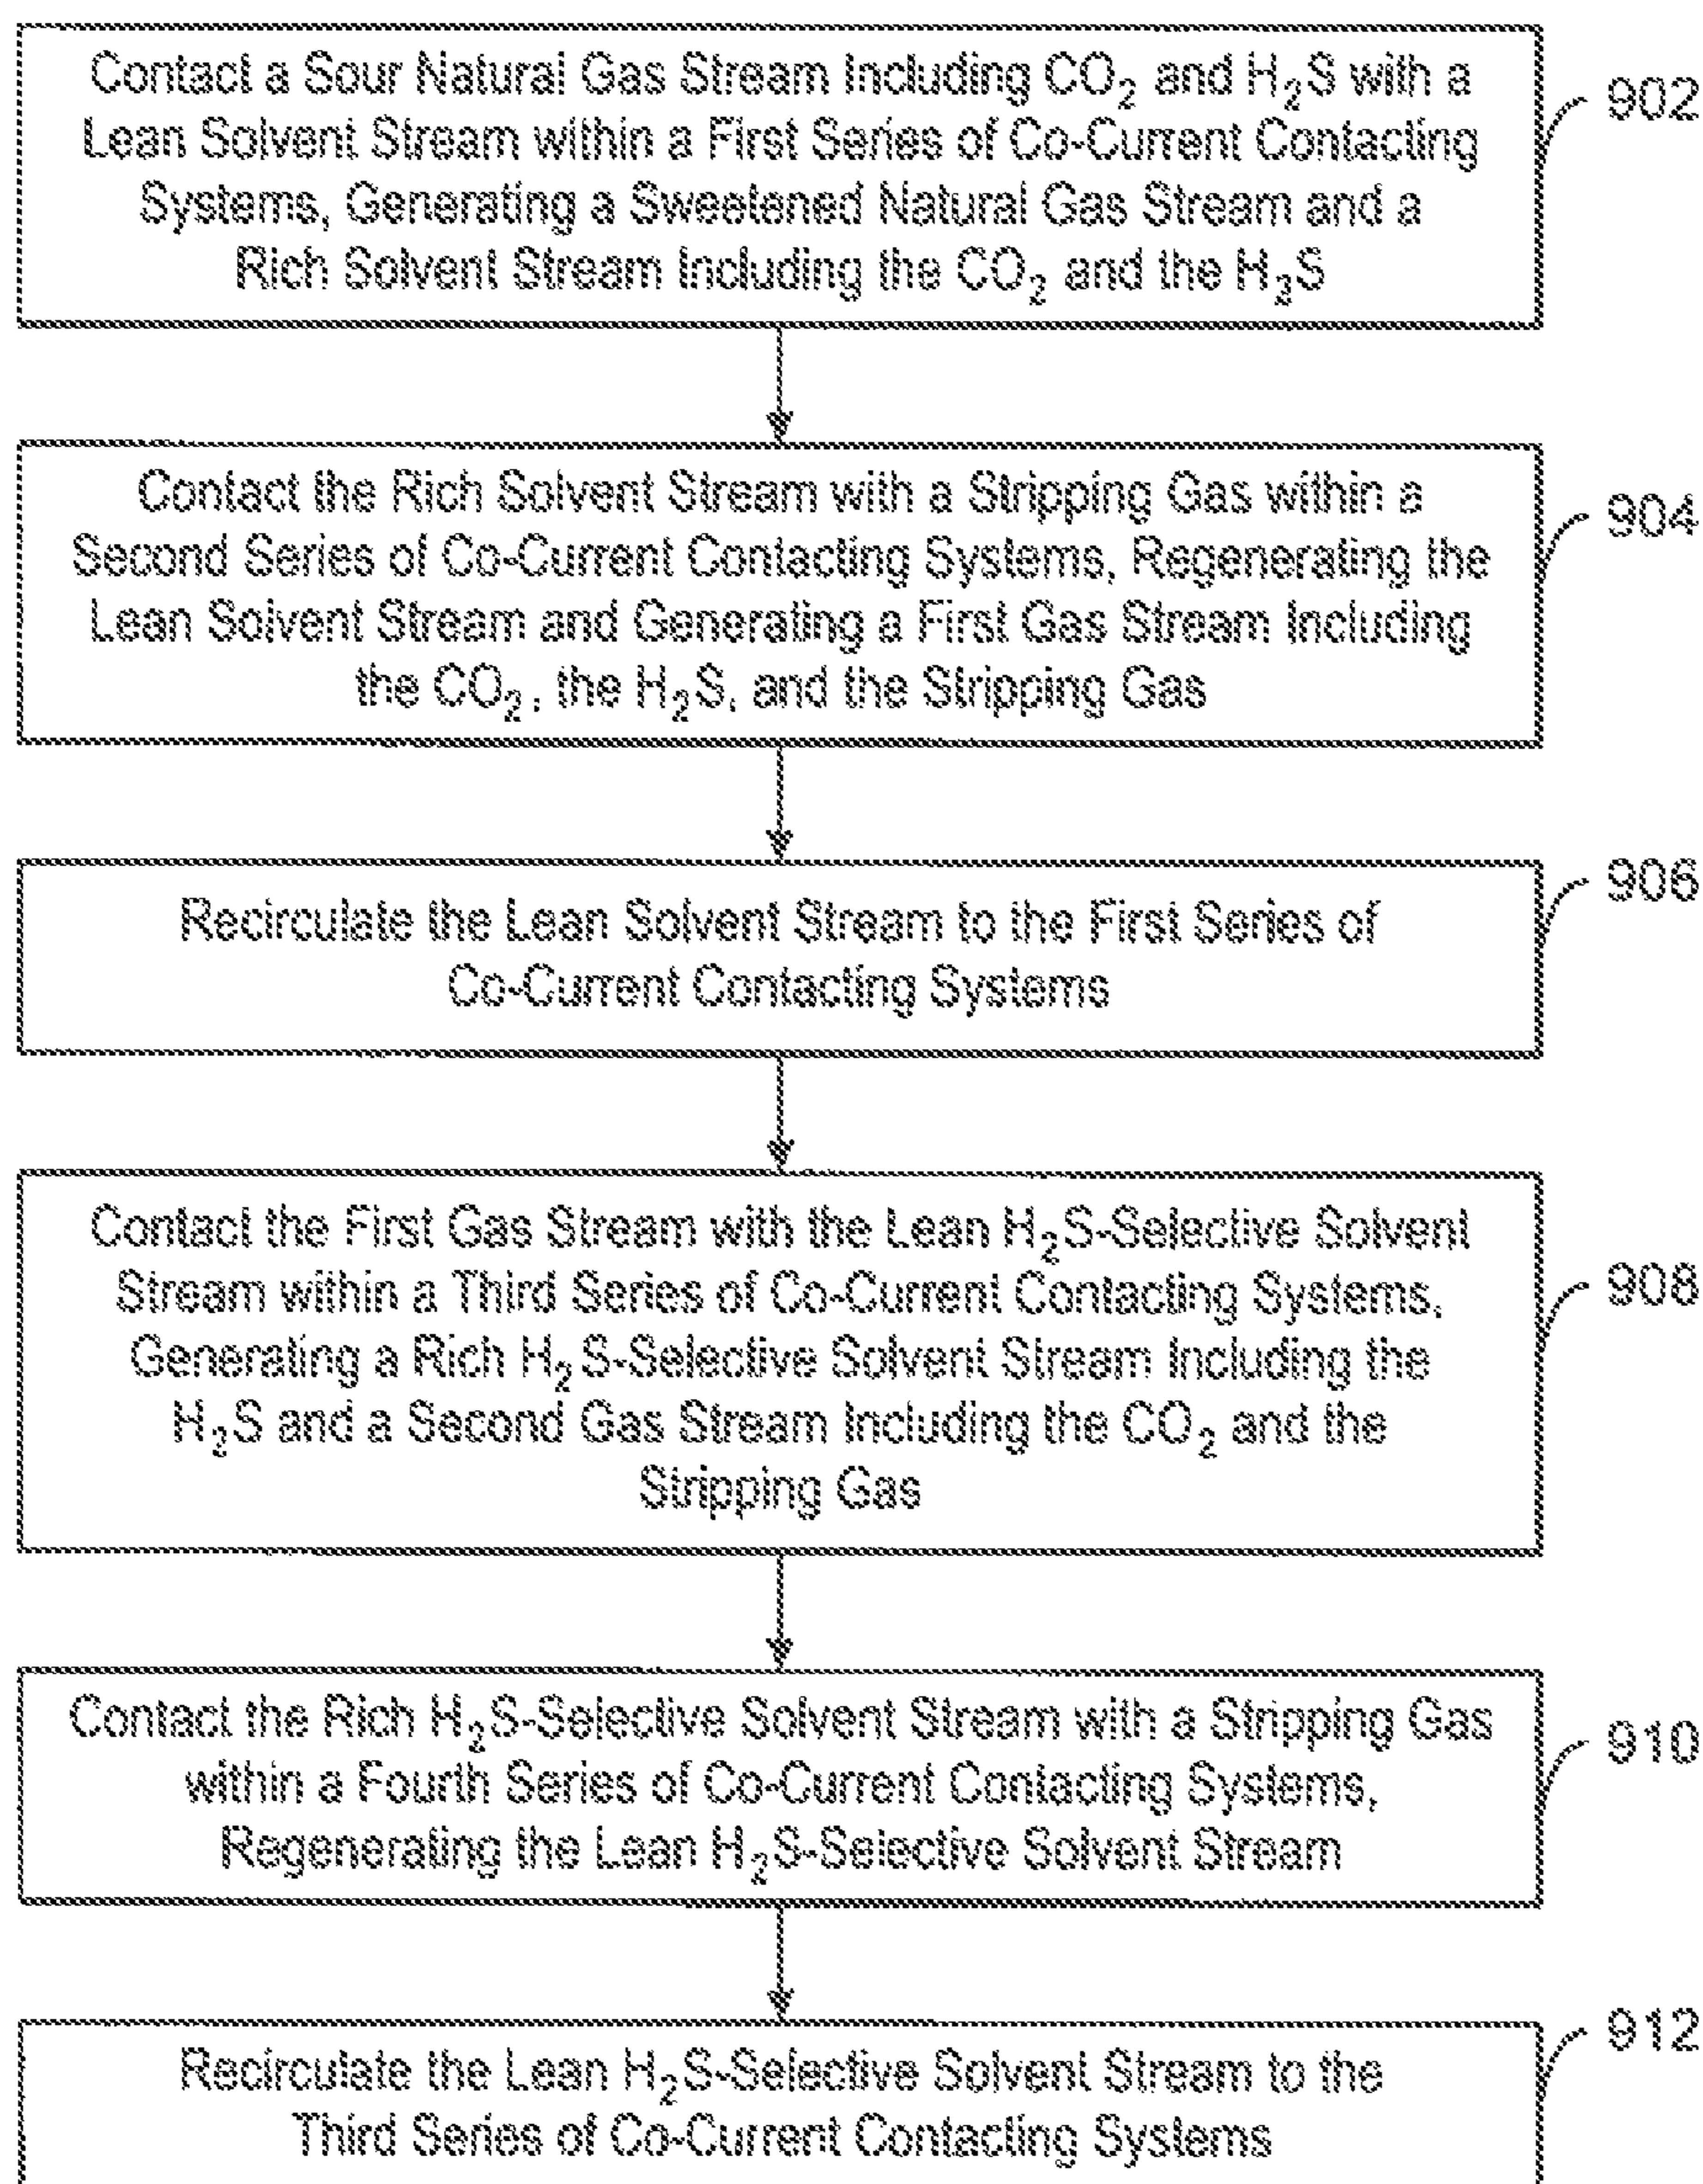 Contact a Sour Natural Gas Stream Including CO₂ and H₂S with a
Lean Solvent Stream within a First Series of Co-Current Contacting
Systems, Generating a Sweetened Natural Gas Stream and a
Rich Solvent Stream Including the CO₂ and the H₂S
902
Contact the Rich Solvent Stream with a Stripping Gas within a
Second Series of Co-Current Contacting Systems, Regenerating the
Lean Solvent Stream and Generating a First Gas Stream Including
the CO₂, the H₂S, and the Stripping Gas
904
Recirculate the Lean Solvent Stream to the First Series of
Co-Current Contacting Systems
906
Contact the First Gas Stream with the Lean H₂S-Selective Solvent
Stream within a Third Series of Co-Current Contacting Systems,
Generating a Rich H₂S-Selective Solvent Stream Including the
H₂S and a Second Gas Stream Including the CO₂ and the
Stripping Gas
908
Contact the Rich H₂S-Selective Solvent Stream with a Stripping Gas
within a Fourth Series of Co-Current Contacting Systems,
Regenerating the Lean H₂S-Selective Solvent Stream
910
Recirculate the Lean H₂S-Selective Solvent Stream to the
Third Series of Co-Current Contacting Systems
912